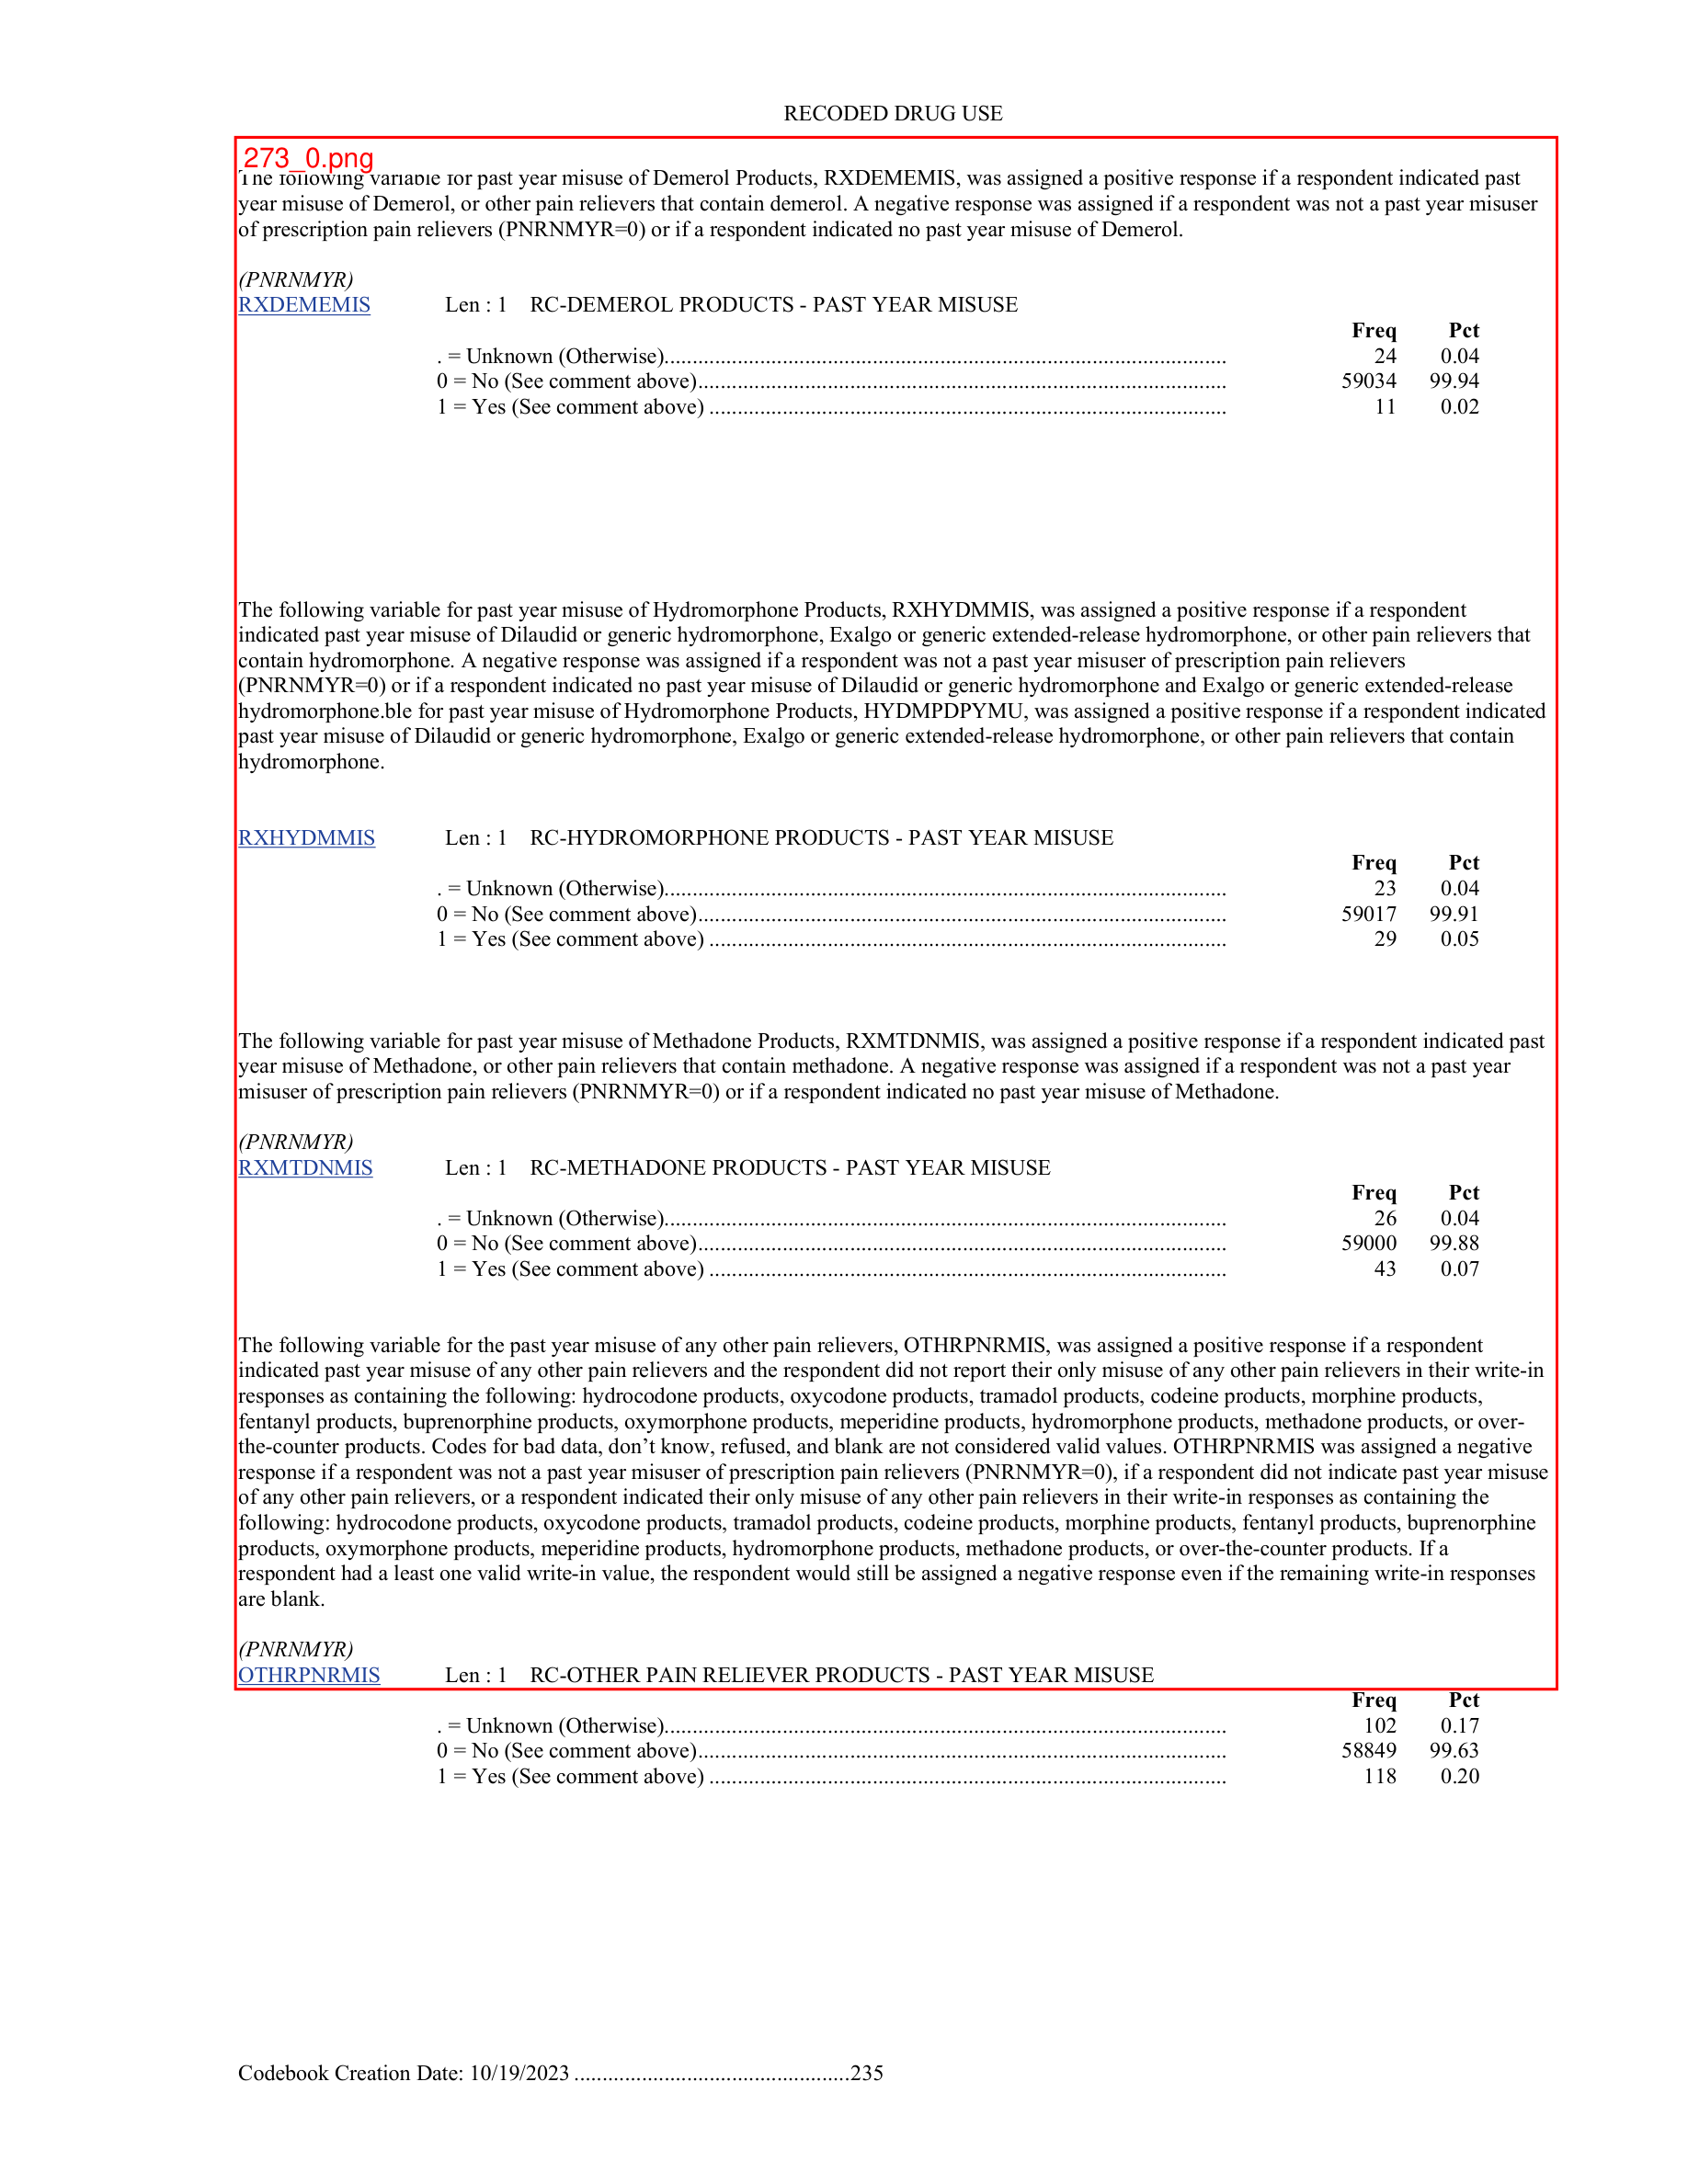 RECODED DRUG USE
273_0.png
The following variable for past year misuse of Demerol Products, RXDEMEMIS, was assigned a positive response if a respondent indicated past
year misuse of Demerol, or other pain relievers that contain demerol. A negative response was assigned if a respondent was not a past year misuser
of prescription pain relievers (PNRNMYR=0) or if a respondent indicated no past year misuse of Demerol.
(PNRNMYR)
RXDEMEMIS Len : 1 RC-DEMEROL PRODUCTS - PAST YEAR MISUSE
Freq Pct
. = Unknown (Otherwise).................................................................................................... 24 0.04
0 = No (See comment above).............................................................................................. 59034 99.94
1 = Yes (See comment above) ............................................................................................ 11 0.02
The following variable for past year misuse of Hydromorphone Products, RXHYDMMIS, was assigned a positive response if a respondent
indicated past year misuse of Dilaudid or generic hydromorphone, Exalgo or generic extended-release hydromorphone, or other pain relievers that
contain hydromorphone. A negative response was assigned if a respondent was not a past year misuser of prescription pain relievers
(PNRNMYR=0) or if a respondent indicated no past year misuse of Dilaudid or generic hydromorphone and Exalgo or generic extended-release
hydromorphone.ble for past year misuse of Hydromorphone Products, HYDMPDPYMU, was assigned a positive response if a respondent indicated
past year misuse of Dilaudid or generic hydromorphone, Exalgo or generic extended-release hydromorphone, or other pain relievers that contain
hydromorphone.
RXHYDMMIS Len : 1 RC-HYDROMORPHONE PRODUCTS - PAST YEAR MISUSE
Freq Pct
. = Unknown (Otherwise).................................................................................................... 23 0.04
0 = No (See comment above).............................................................................................. 59017 99.91
1 = Yes (See comment above) ............................................................................................ 29 0.05
The following variable for past year misuse of Methadone Products, RXMTDNMIS, was assigned a positive response if a respondent indicated past
year misuse of Methadone, or other pain relievers that contain methadone. A negative response was assigned if a respondent was not a past year
misuser of prescription pain relievers (PNRNMYR=0) or if a respondent indicated no past year misuse of Methadone.
(PNRNMYR)
RXMTDNMIS Len : 1 RC-METHADONE PRODUCTS - PAST YEAR MISUSE
Freq Pct
. = Unknown (Otherwise).................................................................................................... 26 0.04
0 = No (See comment above).............................................................................................. 59000 99.88
1 = Yes (See comment above) ............................................................................................ 43 0.07
The following variable for the past year misuse of any other pain relievers, OTHRPNRMIS, was assigned a positive response if a respondent
indicated past year misuse of any other pain relievers and the respondent did not report their only misuse of any other pain relievers in their write-in
responses as containing the following: hydrocodone products, oxycodone products, tramadol products, codeine products, morphine products,
fentanyl products, buprenorphine products, oxymorphone products, meperidine products, hydromorphone products, methadone products, or over-
the-counter products. Codes for bad data, don’t know, refused, and blank are not considered valid values. OTHRPNRMIS was assigned a negative
response if a respondent was not a past year misuser of prescription pain relievers (PNRNMYR=0), if a respondent did not indicate past year misuse
of any other pain relievers, or a respondent indicated their only misuse of any other pain relievers in their write-in responses as containing the
following: hydrocodone products, oxycodone products, tramadol products, codeine products, morphine products, fentanyl products, buprenorphine
products, oxymorphone products, meperidine products, hydromorphone products, methadone products, or over-the-counter products. If a
respondent had a least one valid write-in value, the respondent would still be assigned a negative response even if the remaining write-in responses
are blank.
(PNRNMYR)
OTHRPNRMIS Len : 1 RC-OTHER PAIN RELIEVER PRODUCTS - PAST YEAR MISUSE
Freq Pct
. = Unknown (Otherwise).................................................................................................... 102 0.17
0 = No (See comment above).............................................................................................. 58849 99.63
1 = Yes (See comment above) ............................................................................................ 118 0.20
Codebook Creation Date: 10/19/2023 ................................................235